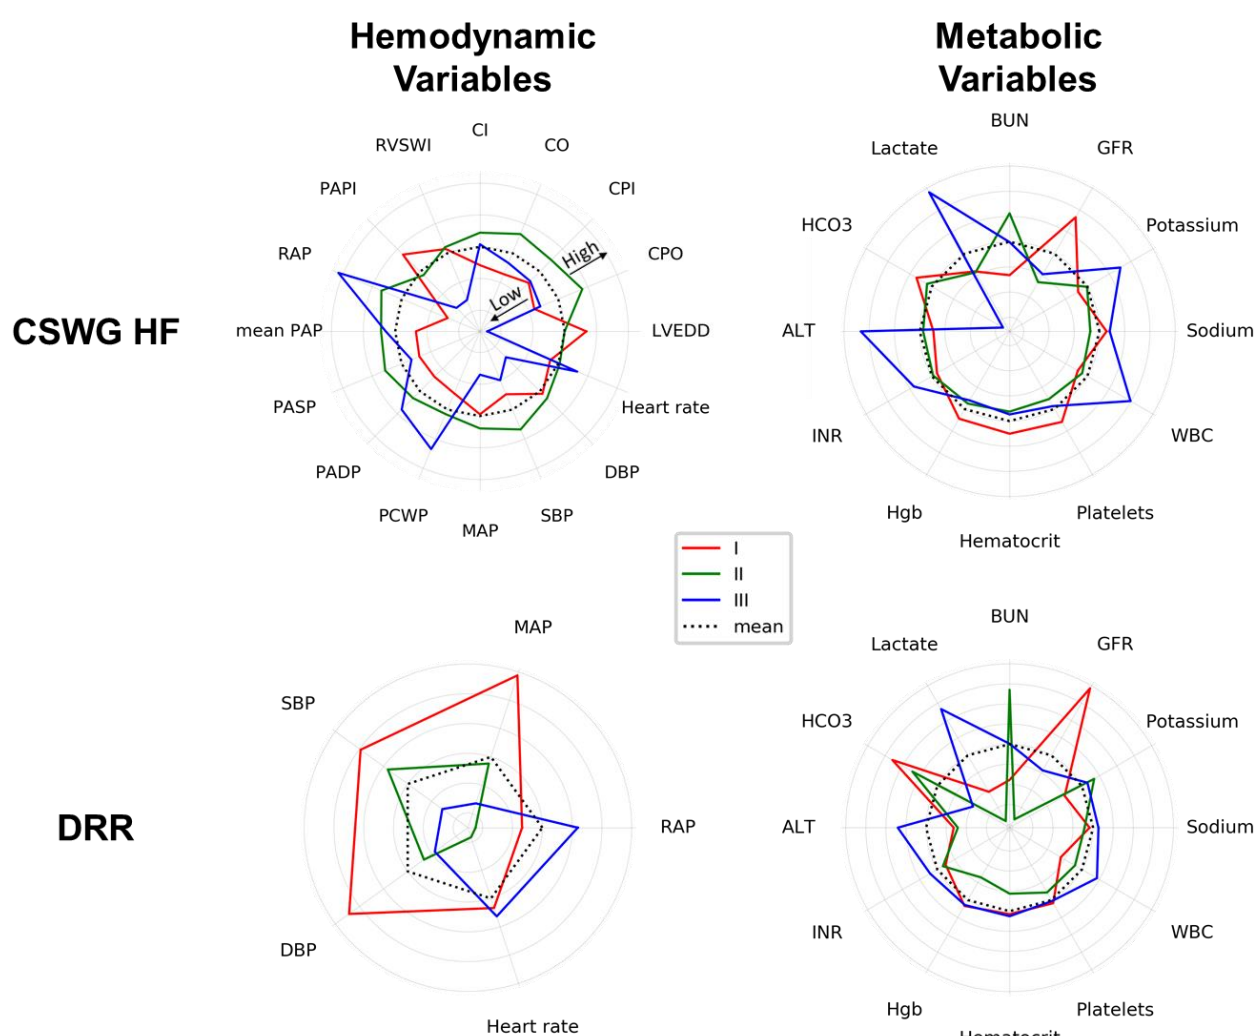 Hemodynamic
Variables
Metabolic
Variables
CSWG HF
CI
CO
CPI
CPO
LVEDD
Heart rate
DBP
SBP
MAP
PCWP
PADP
PASP
mean PAP
RAP
PAPI
RVSWI
High
Low
BUN
GFR
Potassium
Sodium
WBC
Platelets
Hematocrit
Hgb
INR
ALT
HCO3
Lactate
I
II
III
mean
DRR
MAP
SBP
RAP
DBP
Heart rate
BUN
GFR
Potassium
Sodium
WBC
Platelets
Hematocrit
Hgb
INR
ALT
HCO3
Lactate